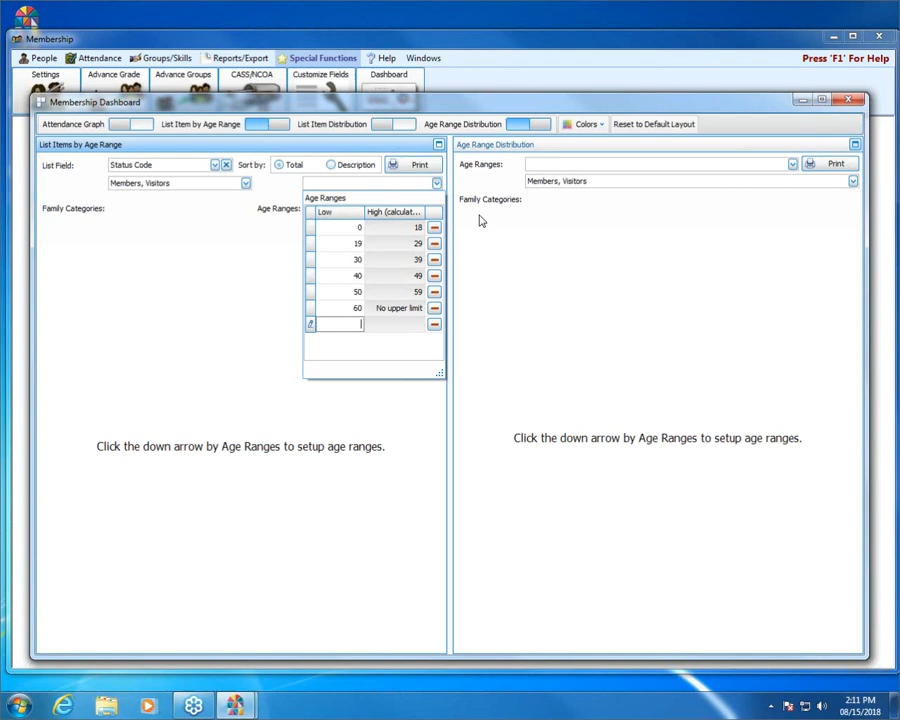 Membership
People Attendance Groups/Skills Reports/Export Special Functions Help Windows Press 'F1' For Help
Settings Advance Grade Advance Groups CASS/NCOA Customize Fields Dashboard
Membership Dashboard
Attendance Graph List Item by Age Range List Item Distribution Age Range Distribution Colors Reset to Default Layout
List Items by Age Range
List Field: Status Code Sort by: Total Description Print
Members, Visitors
Family Categories: Age Ranges:
Age Ranges
Low High (calculat...
0 18
19 29
30 39
40 49
50 59
60 No upper limit
Click the down arrow by Age Ranges to setup age ranges.
Age Range Distribution
Age Ranges: Print
Members, Visitors
Family Categories:
Click the down arrow by Age Ranges to setup age ranges.
2:11 PM
08/15/2018